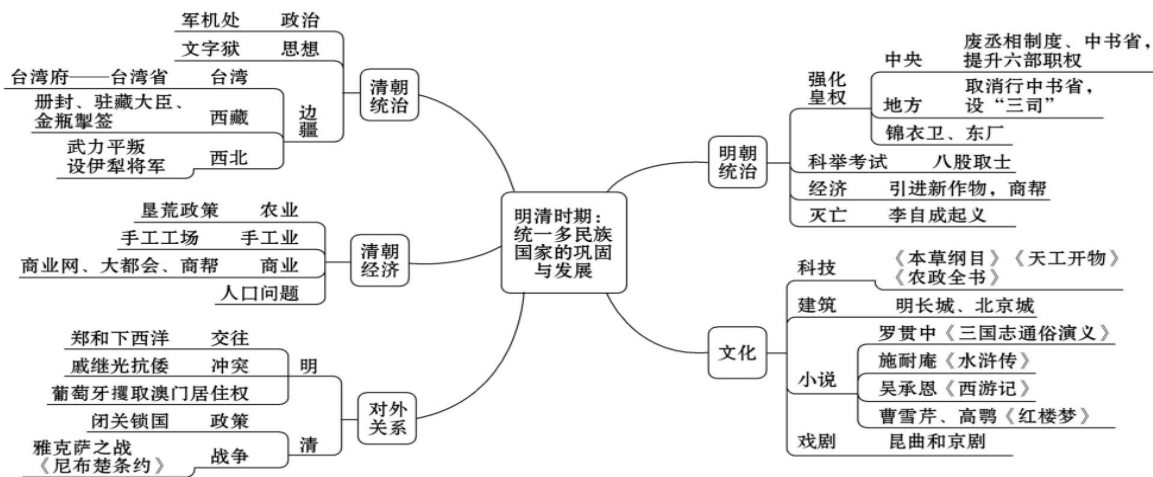 明清时期：
统一多民族
国家的巩固
与发展
清朝
统治
军机处 政治
文字狱 思想
边疆
台湾府——台湾省 台湾
册封、驻藏大臣、
金瓶掣签
西藏
武力平叛
设伊犁将军
西北
清朝
经济
垦荒政策 农业
手工工场 手工业
商业网、大都会、商帮 商业
人口问题
对外
关系
明
郑和下西洋 交往
戚继光抗倭 冲突
葡萄牙攫取澳门居住权
清
闭关锁国 政策
雅克萨之战
《尼布楚条约》
战争
明朝
统治
强化
皇权
中央
废丞相制度、中书省，
提升六部职权
地方
取消行中书省，
设“三司”
锦衣卫、东厂
科举考试 八股取士
经济 引进新作物，商帮
灭亡 李自成起义
文化
科技
《本草纲目》《天工开物》
《农政全书》
建筑 明长城、北京城
小说
罗贯中《三国志通俗演义》
施耐庵《水浒传》
吴承恩《西游记》
曹雪芹、高鹗《红楼梦》
戏剧 昆曲和京剧